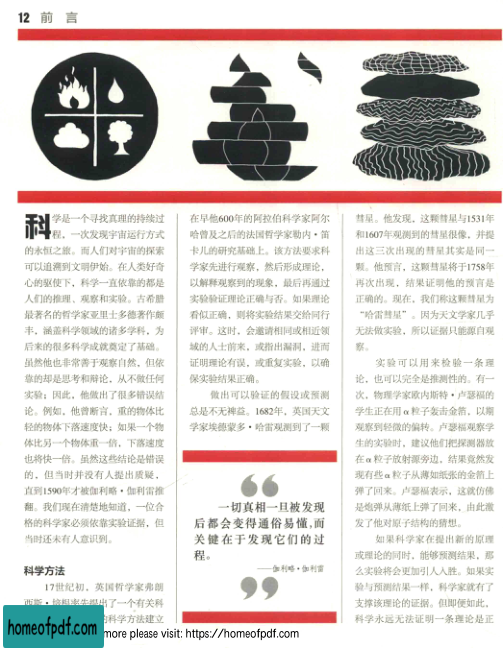 12 前 言
科学是一个寻找真理的持续过
程，一次发现宇宙运行方式
的永恒之旅。而人们对宇宙的探索
可以追溯到文明伊始。在人类好奇
心的驱使下，科学一直依靠的都是
人们的推理、观察和实验。古希腊
最著名的哲学家亚里士多德著作颇
丰，涵盖科学领域的诸多学科，为
后来的很多科学成就奠定了基础。
虽然他也非常善于观察自然，但依
靠的却是思考和辩论，从不做任何
实验；因此，他做出了很多错误结
论。例如，他曾断言，重的物体比
轻的物体下落速度快；如果一个物
体比另一个物体重一倍，下落速度
也将快一倍。虽然这些结论是错误
的，但当时并没有人提出质疑，
直到1590年才被伽利略·伽利雷推
翻。我们现在清楚地知道，一位合
格的科学家必须依靠实验证据，但
当时还未有人意识到。
科学方法
17世纪初，英国哲学家弗朗
西斯·培根率先提出了一个有关科
的科学方法建立
在早他600年的阿拉伯科学家阿尔
哈曾及之后的法国哲学家勒内·笛
卡儿的研究基础上。该方法要求科
学家先进行观察，然后形成理论，
以解释观察到的现象，最后再通过
实验验证理论正确与否。如果理论
看似正确，则将实验结果交给同行
评审。这时，会邀请相同或相近领
域的人士前来，或指出漏洞，进而
证明理论有误，或重复实验，以确
保实验结果正确。
做出可以验证的假设或预测
总是不无裨益。1682年，英国天文
学家埃德蒙多·哈雷观测到了一颗
一切真相一旦被发现
后都会变得通俗易懂，而
关键在于发现它们的过
程。
——伽利略·伽利雷
彗星。他发现，这颗彗星与1531年
和1607年观测到的彗星很像，并提
出这三次出现的彗星其实是同一
颗。他预言，这颗彗星将于1758年
再次出现，结果证明他的预言是
正确的。现在，我们称这颗彗星为
“哈雷彗星”。因为天文学家几乎
无法做实验，所以证据只能源自观
察。
实验可以用来检验一条理
论，也可以完全是推测性的。有一
次，物理学家欧内斯特·卢瑟福的
学生正在用α粒子轰击金箔，以期
观察到轻微的偏转。卢瑟福观察学
生的实验时，建议他们把探测器放
在α粒子放射源旁边，结果竟然发
现有些α粒子从薄如纸张的金箔上
弹了回来。卢瑟福表示，这就仿佛
是炮弹从薄纸上弹了回来，由此激
发了他对原子结构的猜想。
如果科学家在提出新的原理
或理论的同时，能够预测结果，那
么实验将会更加引人入胜。如果实
验与预测结果一样，科学家就有了
支撑该理论的证据。但即便如此，
科学永远无法证明一条理论是正
homeofpdf.com
more please visit: https://homeofpdf.com